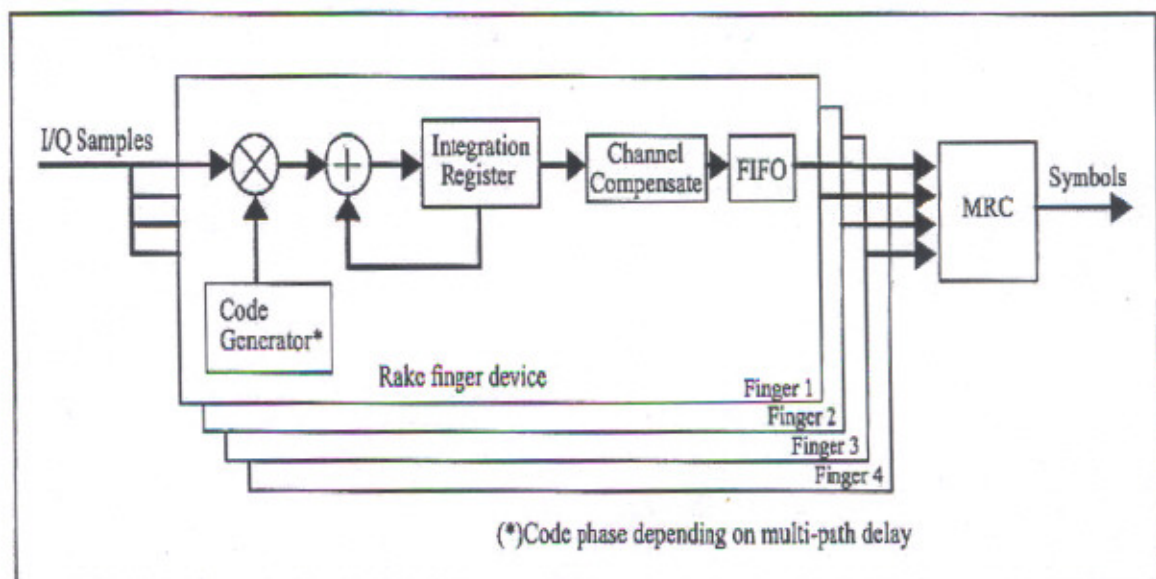 I/Q Samples
Integration
Register
Channel
Compensate
FIFO
MRC
Symbols
Code
Generator*
Rake finger device
Finger 1
Finger 2
Finger 3
Finger 4
(*)Code phase depending on multi-path delay